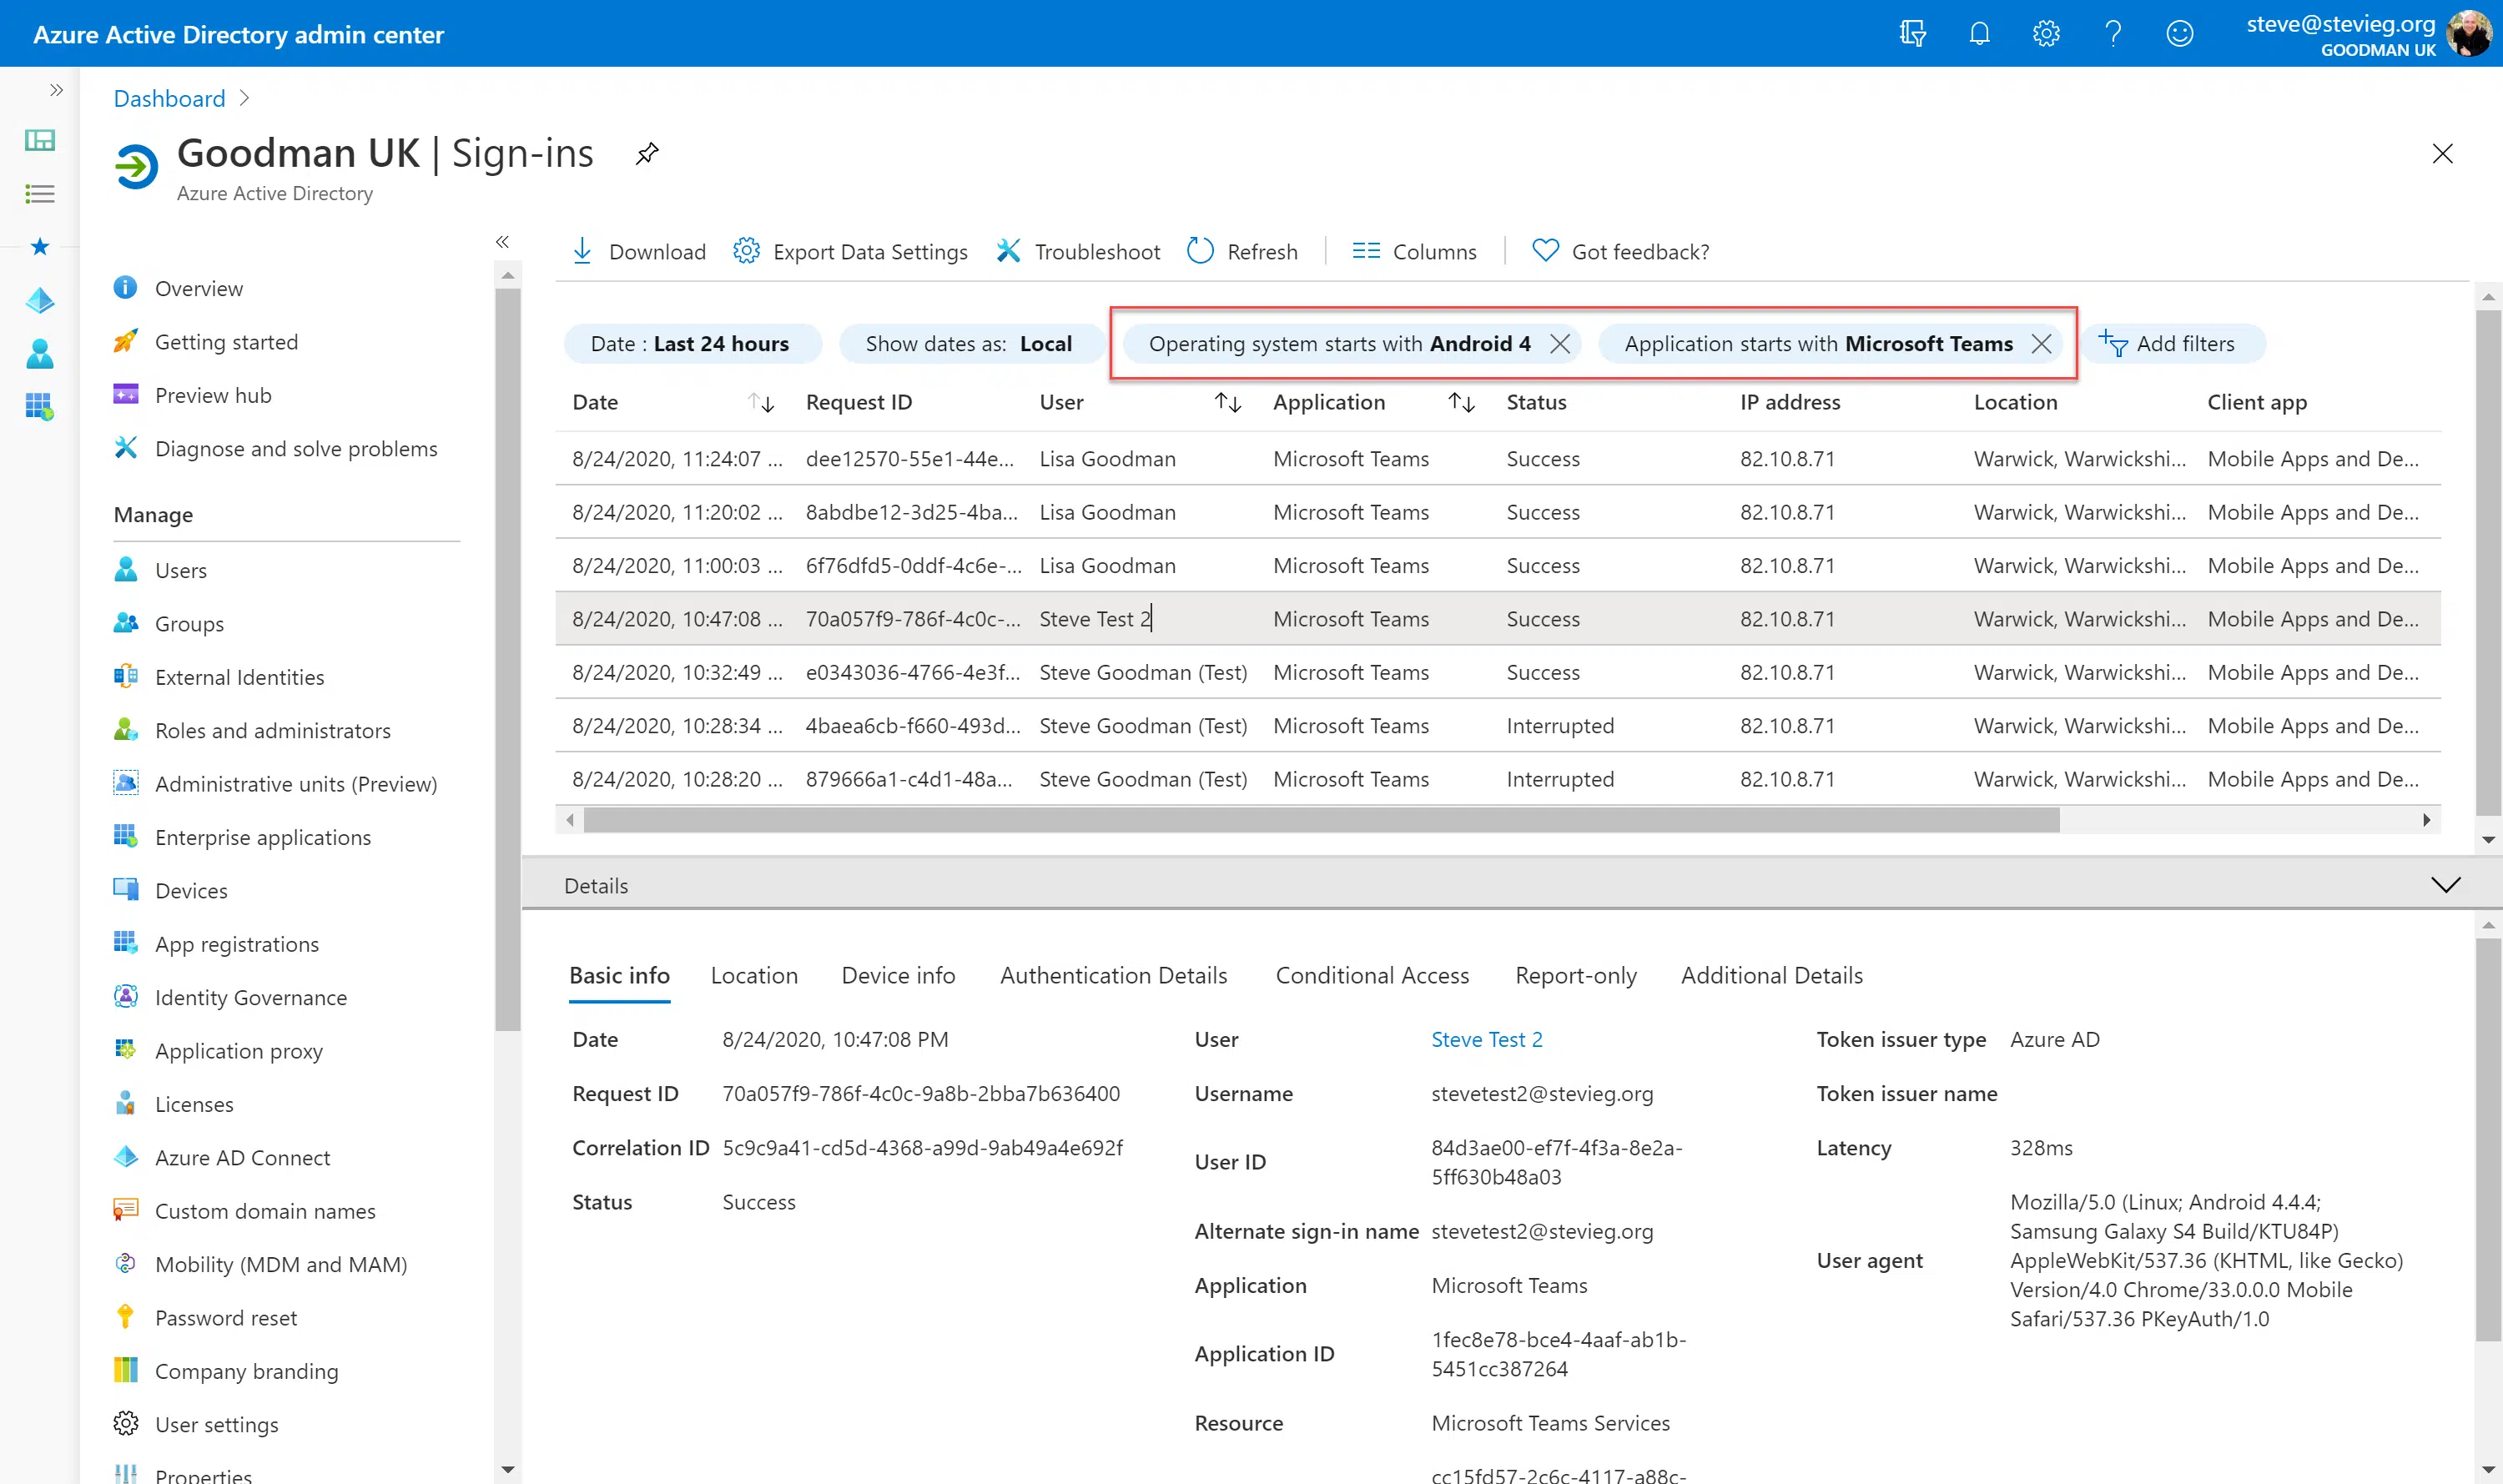 Azure Active Directory admin center
steve@stevieg.org
GOODMAN UK
Dashboard
Goodman UK | Sign-ins
Azure Active Directory
Overview
Getting started
Preview hub
Diagnose and solve problems
Manage
Users
Groups
External Identities
Roles and administrators
Administrative units (Preview)
Enterprise applications
Devices
App registrations
Identity Governance
Application proxy
Licenses
Azure AD Connect
Custom domain names
Mobility (MDM and MAM)
Password reset
Company branding
User settings
Properties
Download Export Data Settings Troubleshoot Refresh Columns Got feedback?
Date : Last 24 hours Show dates as: Local Operating system starts with Android 4 Application starts with Microsoft Teams Add filters
Date Request ID User Application Status IP address Location Client app
8/24/2020, 11:24:07 ... dee12570-55e1-44e... Lisa Goodman Microsoft Teams Success 82.10.8.71 Warwick, Warwickshi... Mobile Apps and De...
8/24/2020, 11:20:02 ... 8abdbe12-3d25-4ba... Lisa Goodman Microsoft Teams Success 82.10.8.71 Warwick, Warwickshi... Mobile Apps and De...
8/24/2020, 11:00:03 ... 6f76dfd5-0ddf-4c6e-... Lisa Goodman Microsoft Teams Success 82.10.8.71 Warwick, Warwickshi... Mobile Apps and De...
8/24/2020, 10:47:08 ... 70a057f9-786f-4c0c-... Steve Test 2 Microsoft Teams Success 82.10.8.71 Warwick, Warwickshi... Mobile Apps and De...
8/24/2020, 10:32:49 ... e0343036-4766-4e3f... Steve Goodman (Test) Microsoft Teams Success 82.10.8.71 Warwick, Warwickshi... Mobile Apps and De...
8/24/2020, 10:28:34 ... 4baea6cb-f660-493d... Steve Goodman (Test) Microsoft Teams Interrupted 82.10.8.71 Warwick, Warwickshi... Mobile Apps and De...
8/24/2020, 10:28:20 ... 879666a1-c4d1-48a... Steve Goodman (Test) Microsoft Teams Interrupted 82.10.8.71 Warwick, Warwickshi... Mobile Apps and De...
Details
Basic info Location Device info Authentication Details Conditional Access Report-only Additional Details
Date 8/24/2020, 10:47:08 PM
Request ID 70a057f9-786f-4c0c-9a8b-2bba7b636400
Correlation ID 5c9c9a41-cd5d-4368-a99d-9ab49a4e692f
Status Success
User Steve Test 2
Username stevetest2@stevieg.org
User ID 84d3ae00-ef7f-4f3a-8e2a-
5ff630b48a03
Alternate sign-in name stevetest2@stevieg.org
Application Microsoft Teams
Application ID 1fec8e78-bce4-4aaf-ab1b-
5451cc387264
Resource Microsoft Teams Services
cc15fd57-2c6c-4117-a88c-
Token issuer type Azure AD
Token issuer name
Latency 328ms
User agent Mozilla/5.0 (Linux; Android 4.4.4;
Samsung Galaxy S4 Build/KTU84P)
AppleWebKit/537.36 (KHTML, like Gecko)
Version/4.0 Chrome/33.0.0.0 Mobile
Safari/537.36 PKeyAuth/1.0